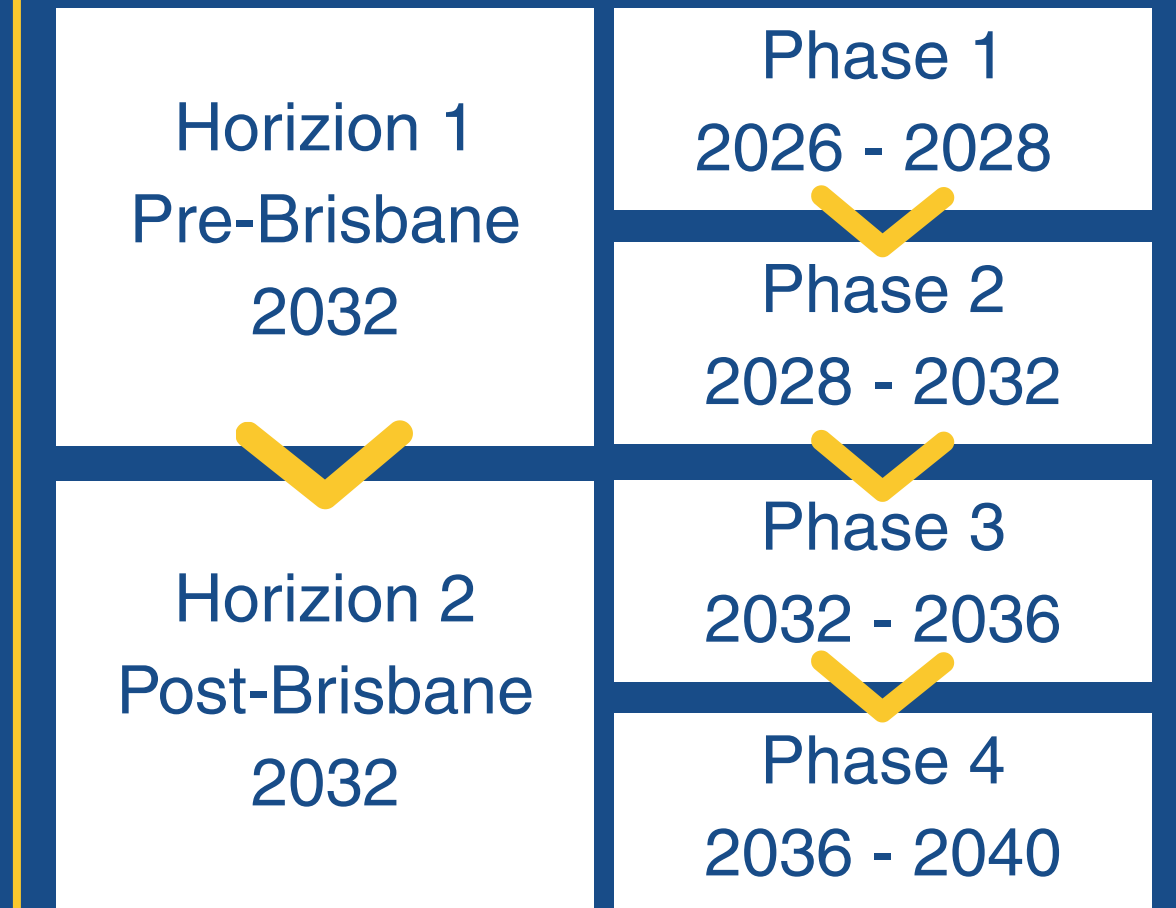 Horizion 1
Pre-Brisbane
2032
Horizion 2
Post-Brisbane
2032
Phase 1
2026 - 2028
Phase 2
2028 - 2032
Phase 3
2032 - 2036
Phase 4
2036 - 2040